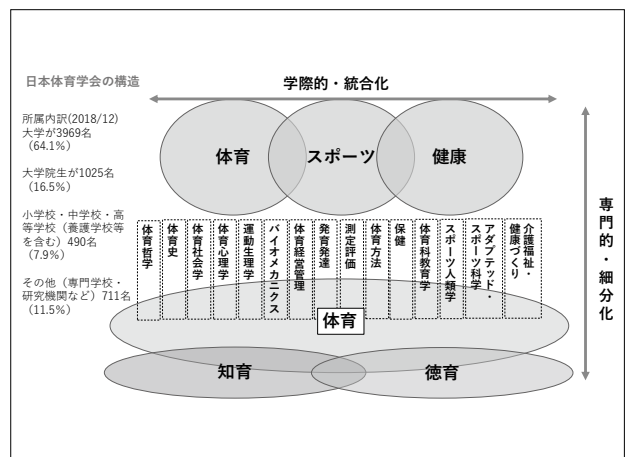 日本体育学会の構造
学際的・統合化
所属内訳(2018/12)
大学が3969名
（64.1%）
大学院生が1025名
（16.5%）
小学校・中学校・高
等学校（養護学校等
を含む）490名
（7.9%）
その他（専門学校・
研究機関など）711名
（11.5%）
体育
スポーツ
健康
専門的・細分化
体育哲学
体育史
体育社会学
体育心理学
運動生理学
バイオメカニクス
体育経営管理
発育発達
測定評価
体育方法
保健
体育科教育学
スポーツ人類学
アダプテッド・
スポーツ科学
介護福祉・
健康づくり
体育
知育
徳育